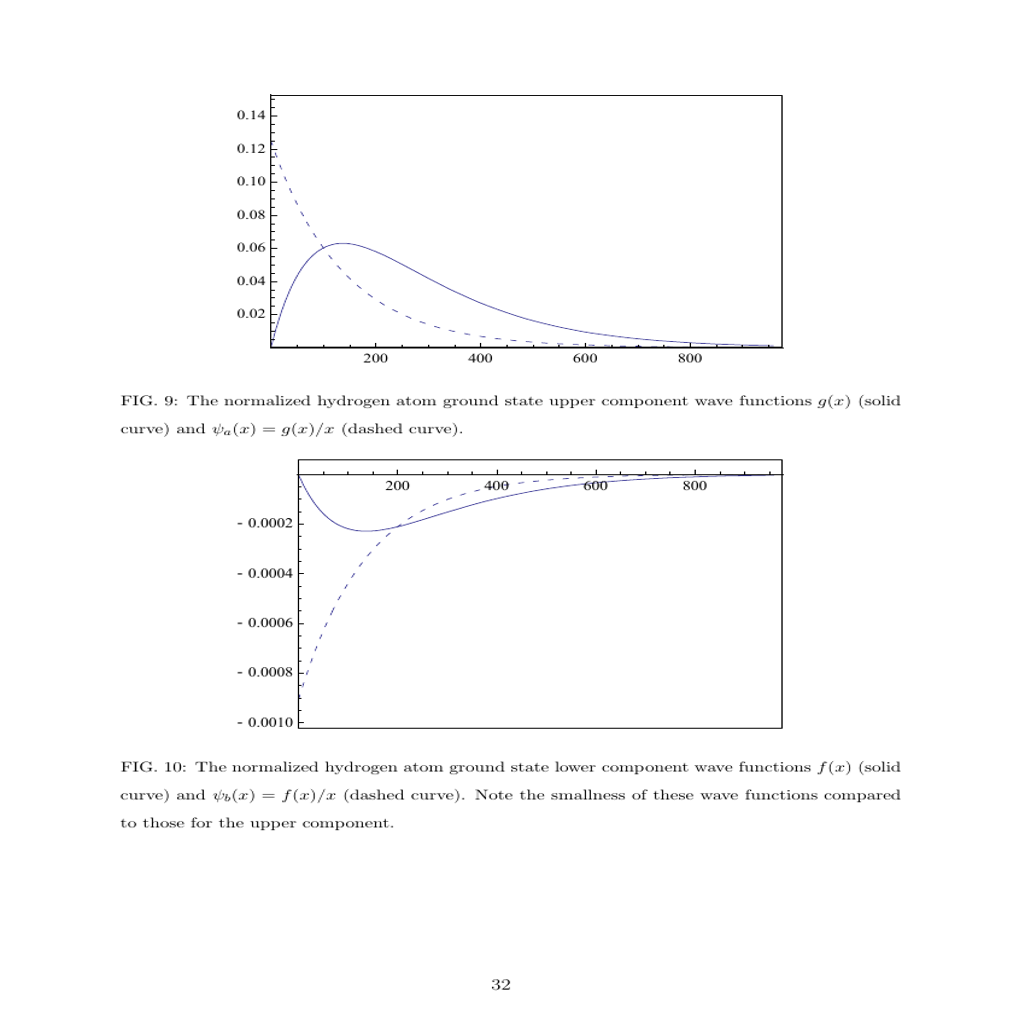 0.14
0.12
0.10
0.08
0.06
0.04
0.02
200 400 600 800
FIG. 9: The normalized hydrogen atom ground state upper component wave functions g(x) (solid
curve) and ψa(x) = g(x)/x (dashed curve).
200 400 600 800
- 0.0002
- 0.0004
- 0.0006
- 0.0008
- 0.0010
FIG. 10: The normalized hydrogen atom ground state lower component wave functions f(x) (solid
curve) and ψb(x) = f(x)/x (dashed curve). Note the smallness of these wave functions compared
to those for the upper component.
32